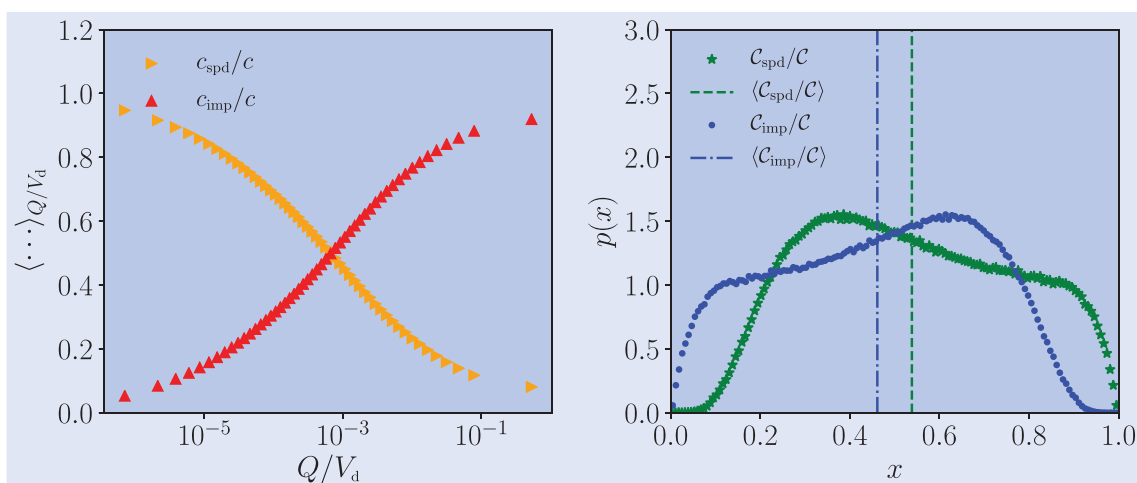 1.2
1.0
0.8
0.6
0.4
0.2
0.0
⟨⋯⟩Q/Vd
c_spd/c
c_imp/c
10⁻⁵
10⁻³
10⁻¹
Q/V_d
3.0
2.5
2.0
1.5
1.0
0.5
0.0
p(x)
𝒞_spd/𝒞
⟨𝒞_spd/𝒞⟩
𝒞_imp/𝒞
⟨𝒞_imp/𝒞⟩
0.0
0.2
0.4
0.6
0.8
1.0
x